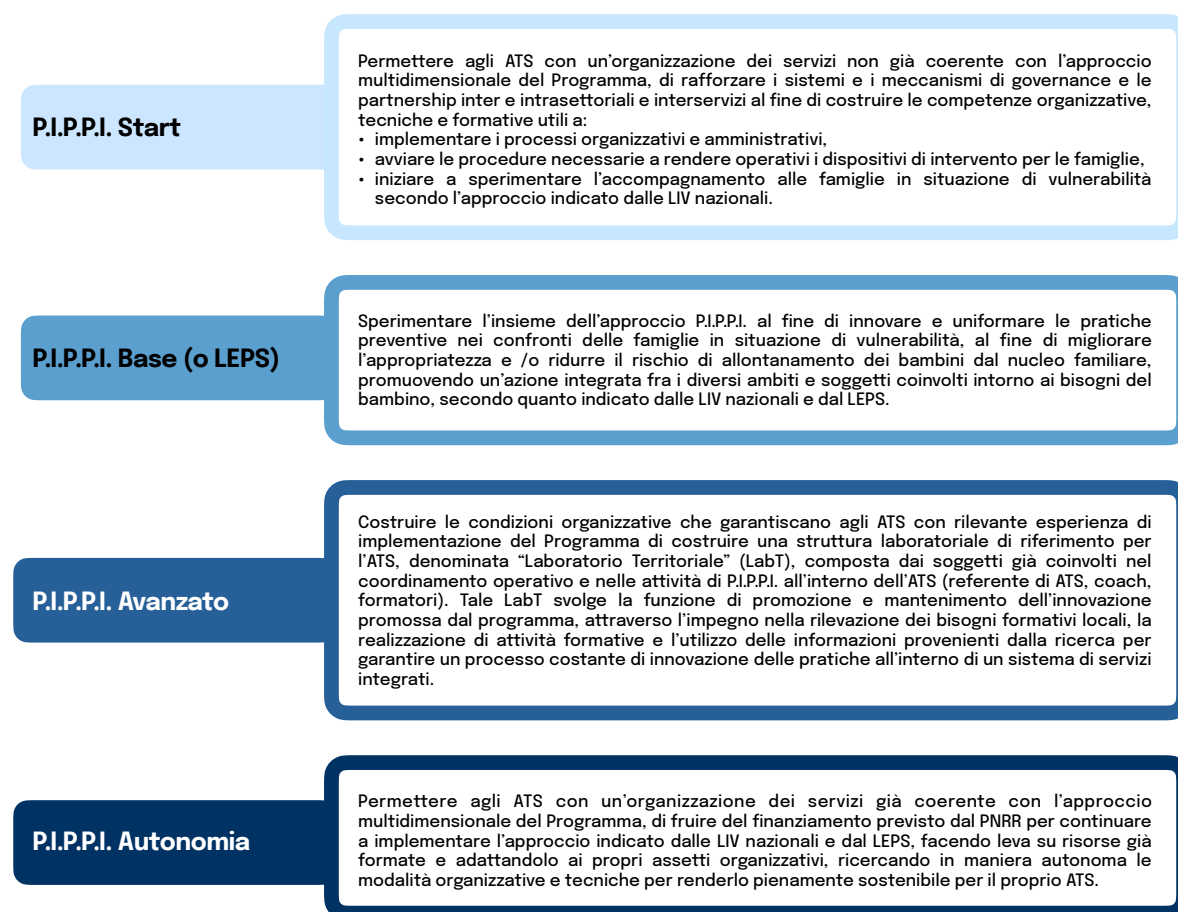 P.I.P.P.I. Start
Permettere agli ATS con un’organizzazione dei servizi non già coerente con l’approccio
multidimensionale del Programma, di rafforzare i sistemi e i meccanismi di governance e le
partnership inter e intrasettoriali e interservizi al fine di costruire le competenze organizzative,
tecniche e formative utili a:
• implementare i processi organizzativi e amministrativi,
• avviare le procedure necessarie a rendere operativi i dispositivi di intervento per le famiglie,
• iniziare a sperimentare l’accompagnamento alle famiglie in situazione di vulnerabilità
secondo l’approccio indicato dalle LIV nazionali.
P.I.P.P.I. Base (o LEPS)
Sperimentare l’insieme dell’approccio P.I.P.P.I. al fine di innovare e uniformare le pratiche
preventive nei confronti delle famiglie in situazione di vulnerabilità, al fine di migliorare
l’appropriatezza e /o ridurre il rischio di allontanamento dei bambini dal nucleo familiare,
promuovendo un’azione integrata fra i diversi ambiti e soggetti coinvolti intorno ai bisogni del
bambino, secondo quanto indicato dalle LIV nazionali e dal LEPS.
P.I.P.P.I. Avanzato
Costruire le condizioni organizzative che garantiscano agli ATS con rilevante esperienza di
implementazione del Programma di costruire una struttura laboratoriale di riferimento per
l’ATS, denominata “Laboratorio Territoriale” (LabT), composta dai soggetti già coinvolti nel
coordinamento operativo e nelle attività di P.I.P.P.I. all’interno dell’ATS (referente di ATS, coach,
formatori). Tale LabT svolge la funzione di promozione e mantenimento dell’innovazione
promossa dal programma, attraverso l’impegno nella rilevazione dei bisogni formativi locali, la
realizzazione di attività formative e l’utilizzo delle informazioni provenienti dalla ricerca per
garantire un processo costante di innovazione delle pratiche all’interno di un sistema di servizi
integrati.
P.I.P.P.I. Autonomia
Permettere agli ATS con un’organizzazione dei servizi già coerente con l’approccio
multidimensionale del Programma, di fruire del finanziamento previsto dal PNRR per continuare
a implementare l’approccio indicato dalle LIV nazionali e dal LEPS, facendo leva su risorse già
formate e adattandolo ai propri assetti organizzativi, ricercando in maniera autonoma le
modalità organizzative e tecniche per renderlo pienamente sostenibile per il proprio ATS.